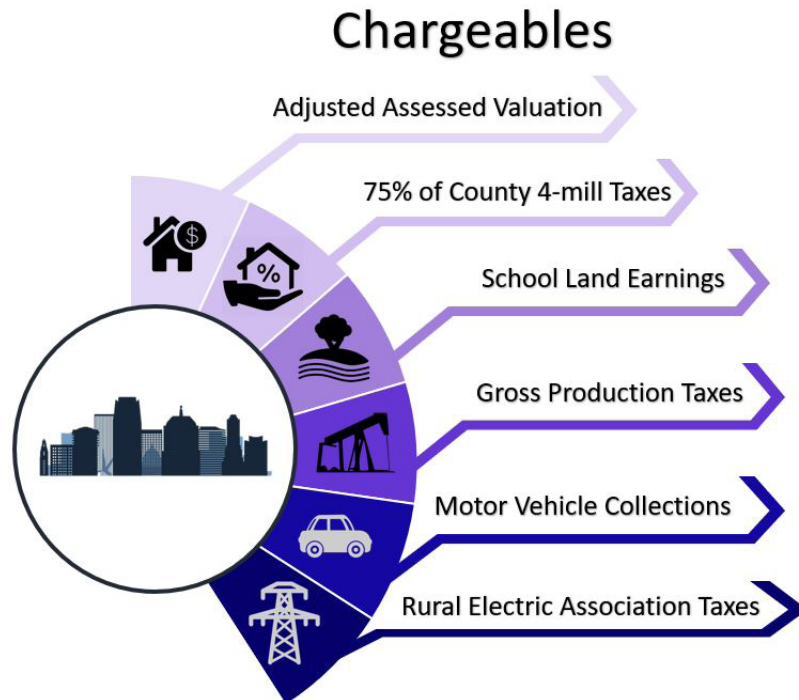 Chargeables
Adjusted Assessed Valuation
75% of County 4-mill Taxes
School Land Earnings
Gross Production Taxes
Motor Vehicle Collections
Rural Electric Association Taxes
$
%